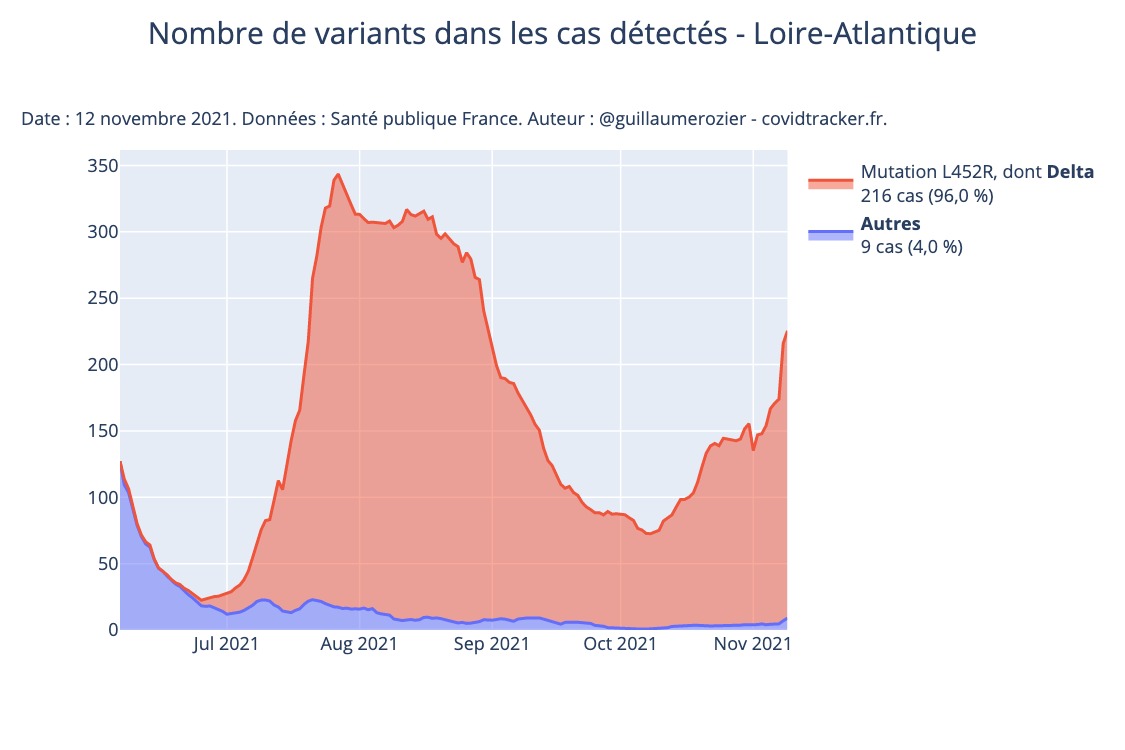 Nombre de variants dans les cas détectés - Loire-Atlantique
Date : 12 novembre 2021. Données : Santé publique France. Auteur : @guillaumerozier - covidtracker.fr.
350
300
250
200
150
100
50
0
Jul 2021
Aug 2021
Sep 2021
Oct 2021
Nov 2021
Mutation L452R, dont Delta
216 cas (96,0 %)
Autres
9 cas (4,0 %)